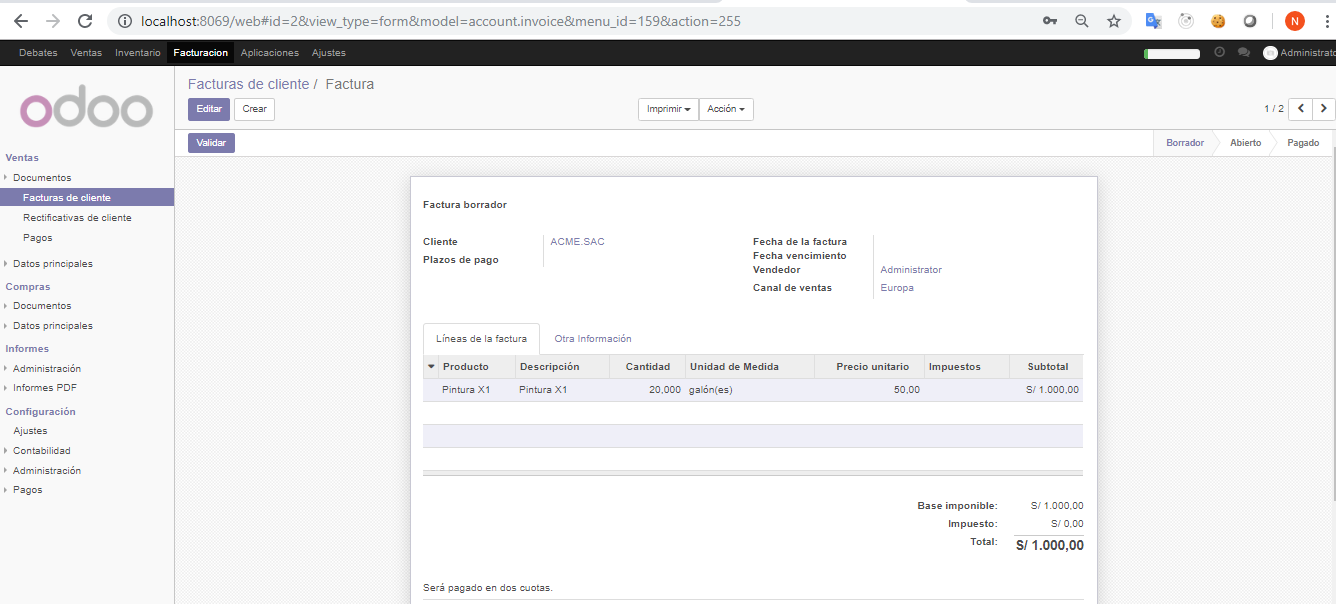 localhost:8069/web#id=2&view_type=form&model=account.invoice&menu_id=159&action=255
N
Debates Ventas Inventario Facturacion Aplicaciones Ajustes
Administrato
odoo
Facturas de cliente / Factura
Editar Crear Imprimir Acción 1 / 2
Validar Borrador Abierto Pagado
Ventas
Documentos
Facturas de cliente
Rectificativas de cliente
Pagos
Datos principales
Compras
Documentos
Datos principales
Informes
Administración
Informes PDF
Configuración
Ajustes
Contabilidad
Administración
Pagos
Factura borrador
Cliente ACME.SAC
Plazos de pago
Fecha de la factura
Fecha vencimiento
Vendedor Administrator
Canal de ventas Europa
Líneas de la factura Otra Información
Producto Descripción Cantidad Unidad de Medida Precio unitario Impuestos Subtotal
Pintura X1 Pintura X1 20,000 galón(es) 50,00 S/ 1.000,00
Base imponible: S/ 1.000,00
Impuesto: S/ 0,00
Total: S/ 1.000,00
Será pagado en dos cuotas.